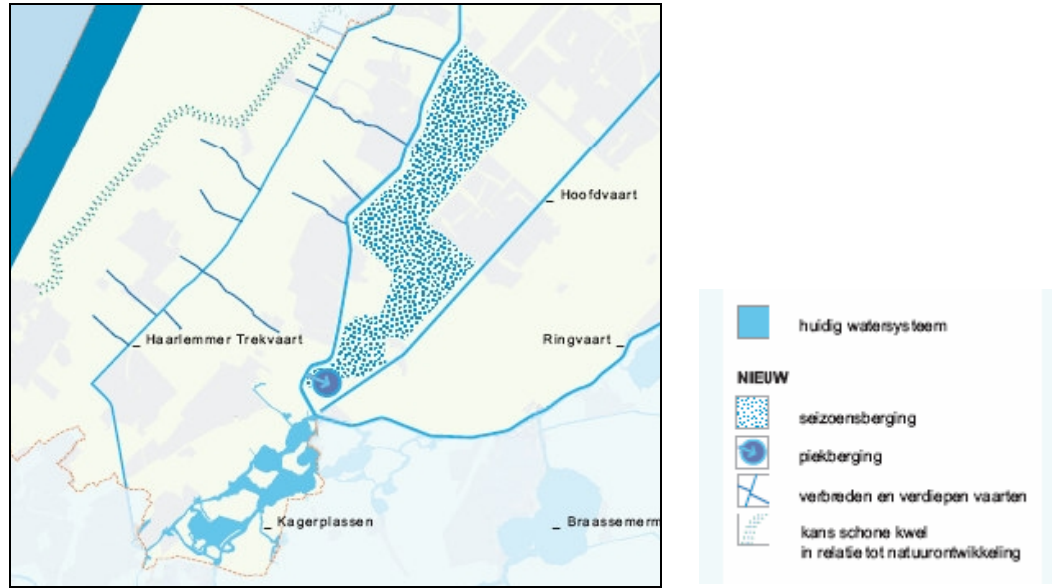 Hoofdvaart
Haarlemmer Trekvaart
Ringvaart
Kagerplassen
Braassemerm
huidig watersysteem
NIEUW
seizoensberging
piekberging
verbreden en verdiepen vaarten
kans schone kwel
in relatie tot natuurontwikkeling